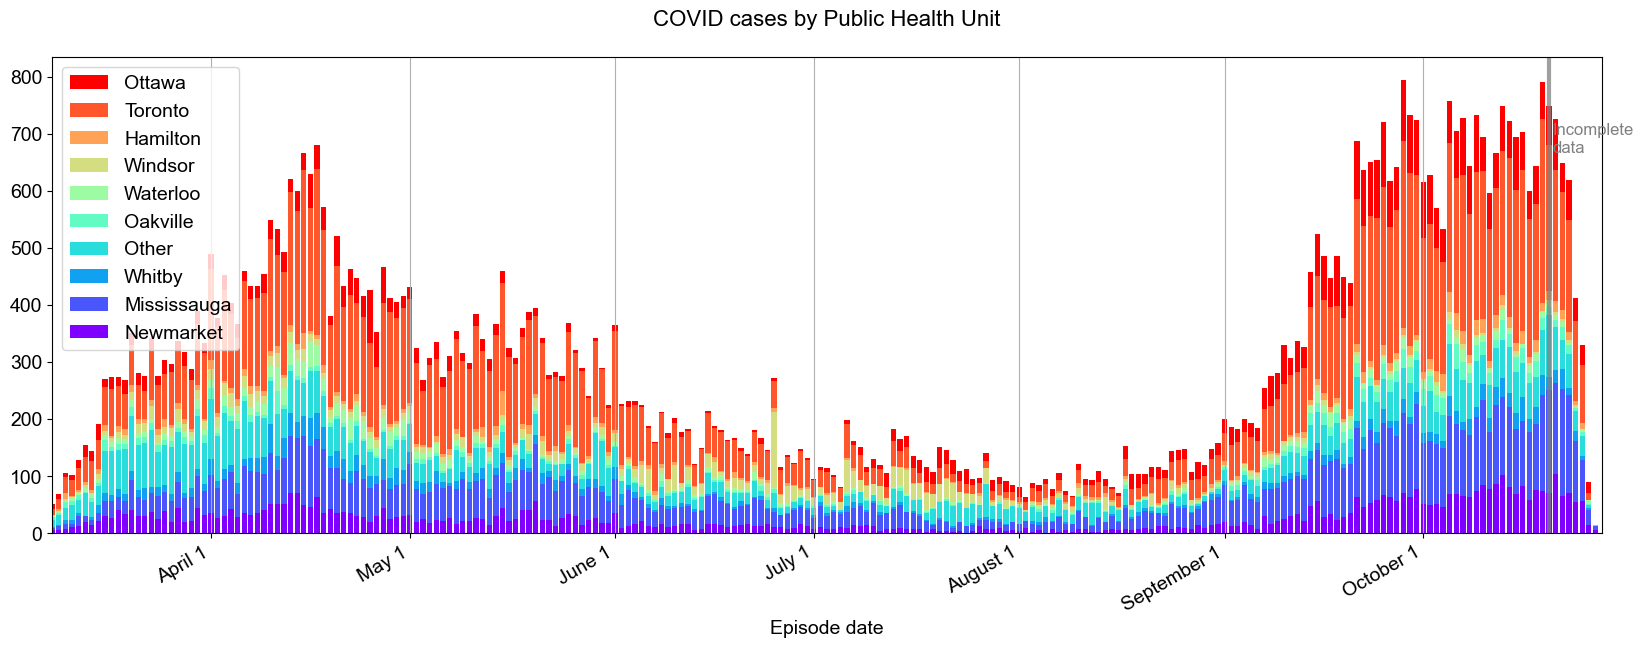 COVID cases by Public Health Unit
800
700
600
500
400
300
200
100
0
Ottawa
Toronto
Hamilton
Windsor
Waterloo
Oakville
Other
Whitby
Mississauga
Newmarket
Incomplete
data
April 1
May 1
June 1
July 1
August 1
September 1
October 1
Episode date